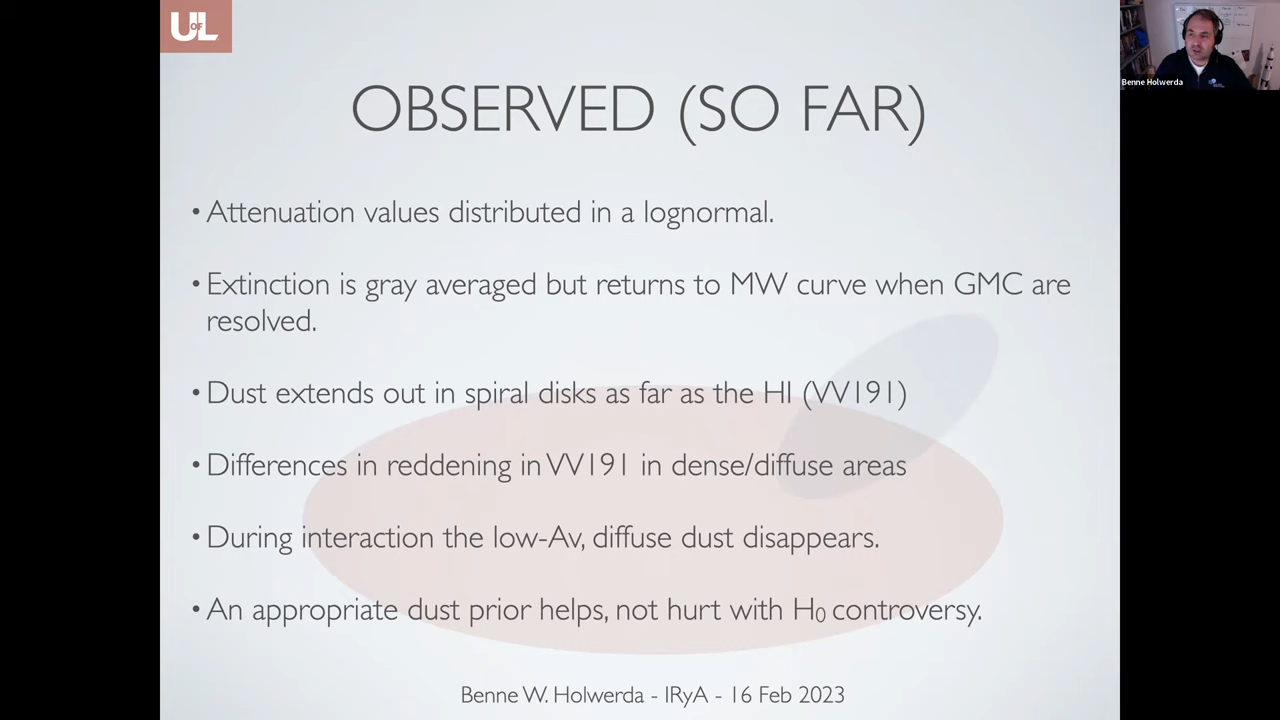 UL
OF
Benne Holwerda
OBSERVED (SO FAR)
• Attenuation values distributed in a lognormal.
• Extinction is gray averaged but returns to MW curve when GMC are
resolved.
• Dust extends out in spiral disks as far as the HI (VV191)
• Differences in reddening in VV191 in dense/diffuse areas
• During interaction the low-Av, diffuse dust disappears.
• An appropriate dust prior helps, not hurt with H0 controversy.
Benne W. Holwerda - IRyA - 16 Feb 2023